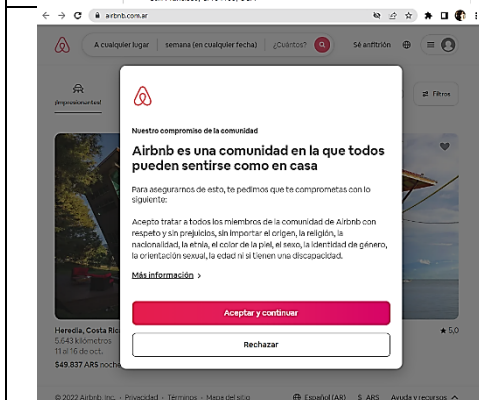 airbnb.com.ar
A cualquier lugar
semana (en cualquier fecha)
¿Cuántos?
Sé anfitrión
¡Impresionantes!
Filtros
Nuestro compromiso de la comunidad
Airbnb es una comunidad en la que todos
pueden sentirse como en casa
Para asegurarnos de esto, te pedimos que te comprometas con lo
siguiente:
Acepto tratar a todos los miembros de la comunidad de Airbnb con
respeto y sin prejuicios, sin importar el origen, la religión, la
nacionalidad, la etnia, el color de la piel, el sexo, la identidad de género,
la orientación sexual, la edad ni si tienen una discapacidad.
Más información >
Aceptar y continuar
Rechazar
Heredia, Costa Ric
5,0
5.643 kilómetros
11 al 16 de oct.
$49.837 ARS noche
© 2022 Airbnb, Inc. · Privacidad · Términos · Mapa del sitio
Español (AR)
$ ARS
Ayuda y recursos